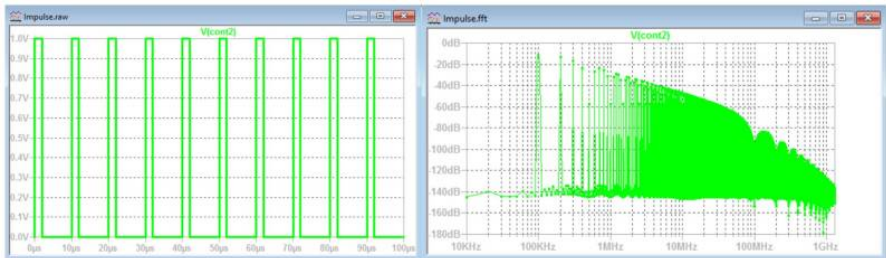 Impulse.raw
V(cont2)
1.0V
0.9V
0.8V
0.7V
0.6V
0.5V
0.4V
0.3V
0.2V
0.1V
0.0V
0µs 10µs 20µs 30µs 40µs 50µs 60µs 70µs 80µs 90µs 100µs
Impulse.fft
V(cont2)
0dB
-20dB
-40dB
-60dB
-80dB
-100dB
-120dB
-140dB
-160dB
-180dB
10KHz 100KHz 1MHz 10MHz 100MHz 1GHz